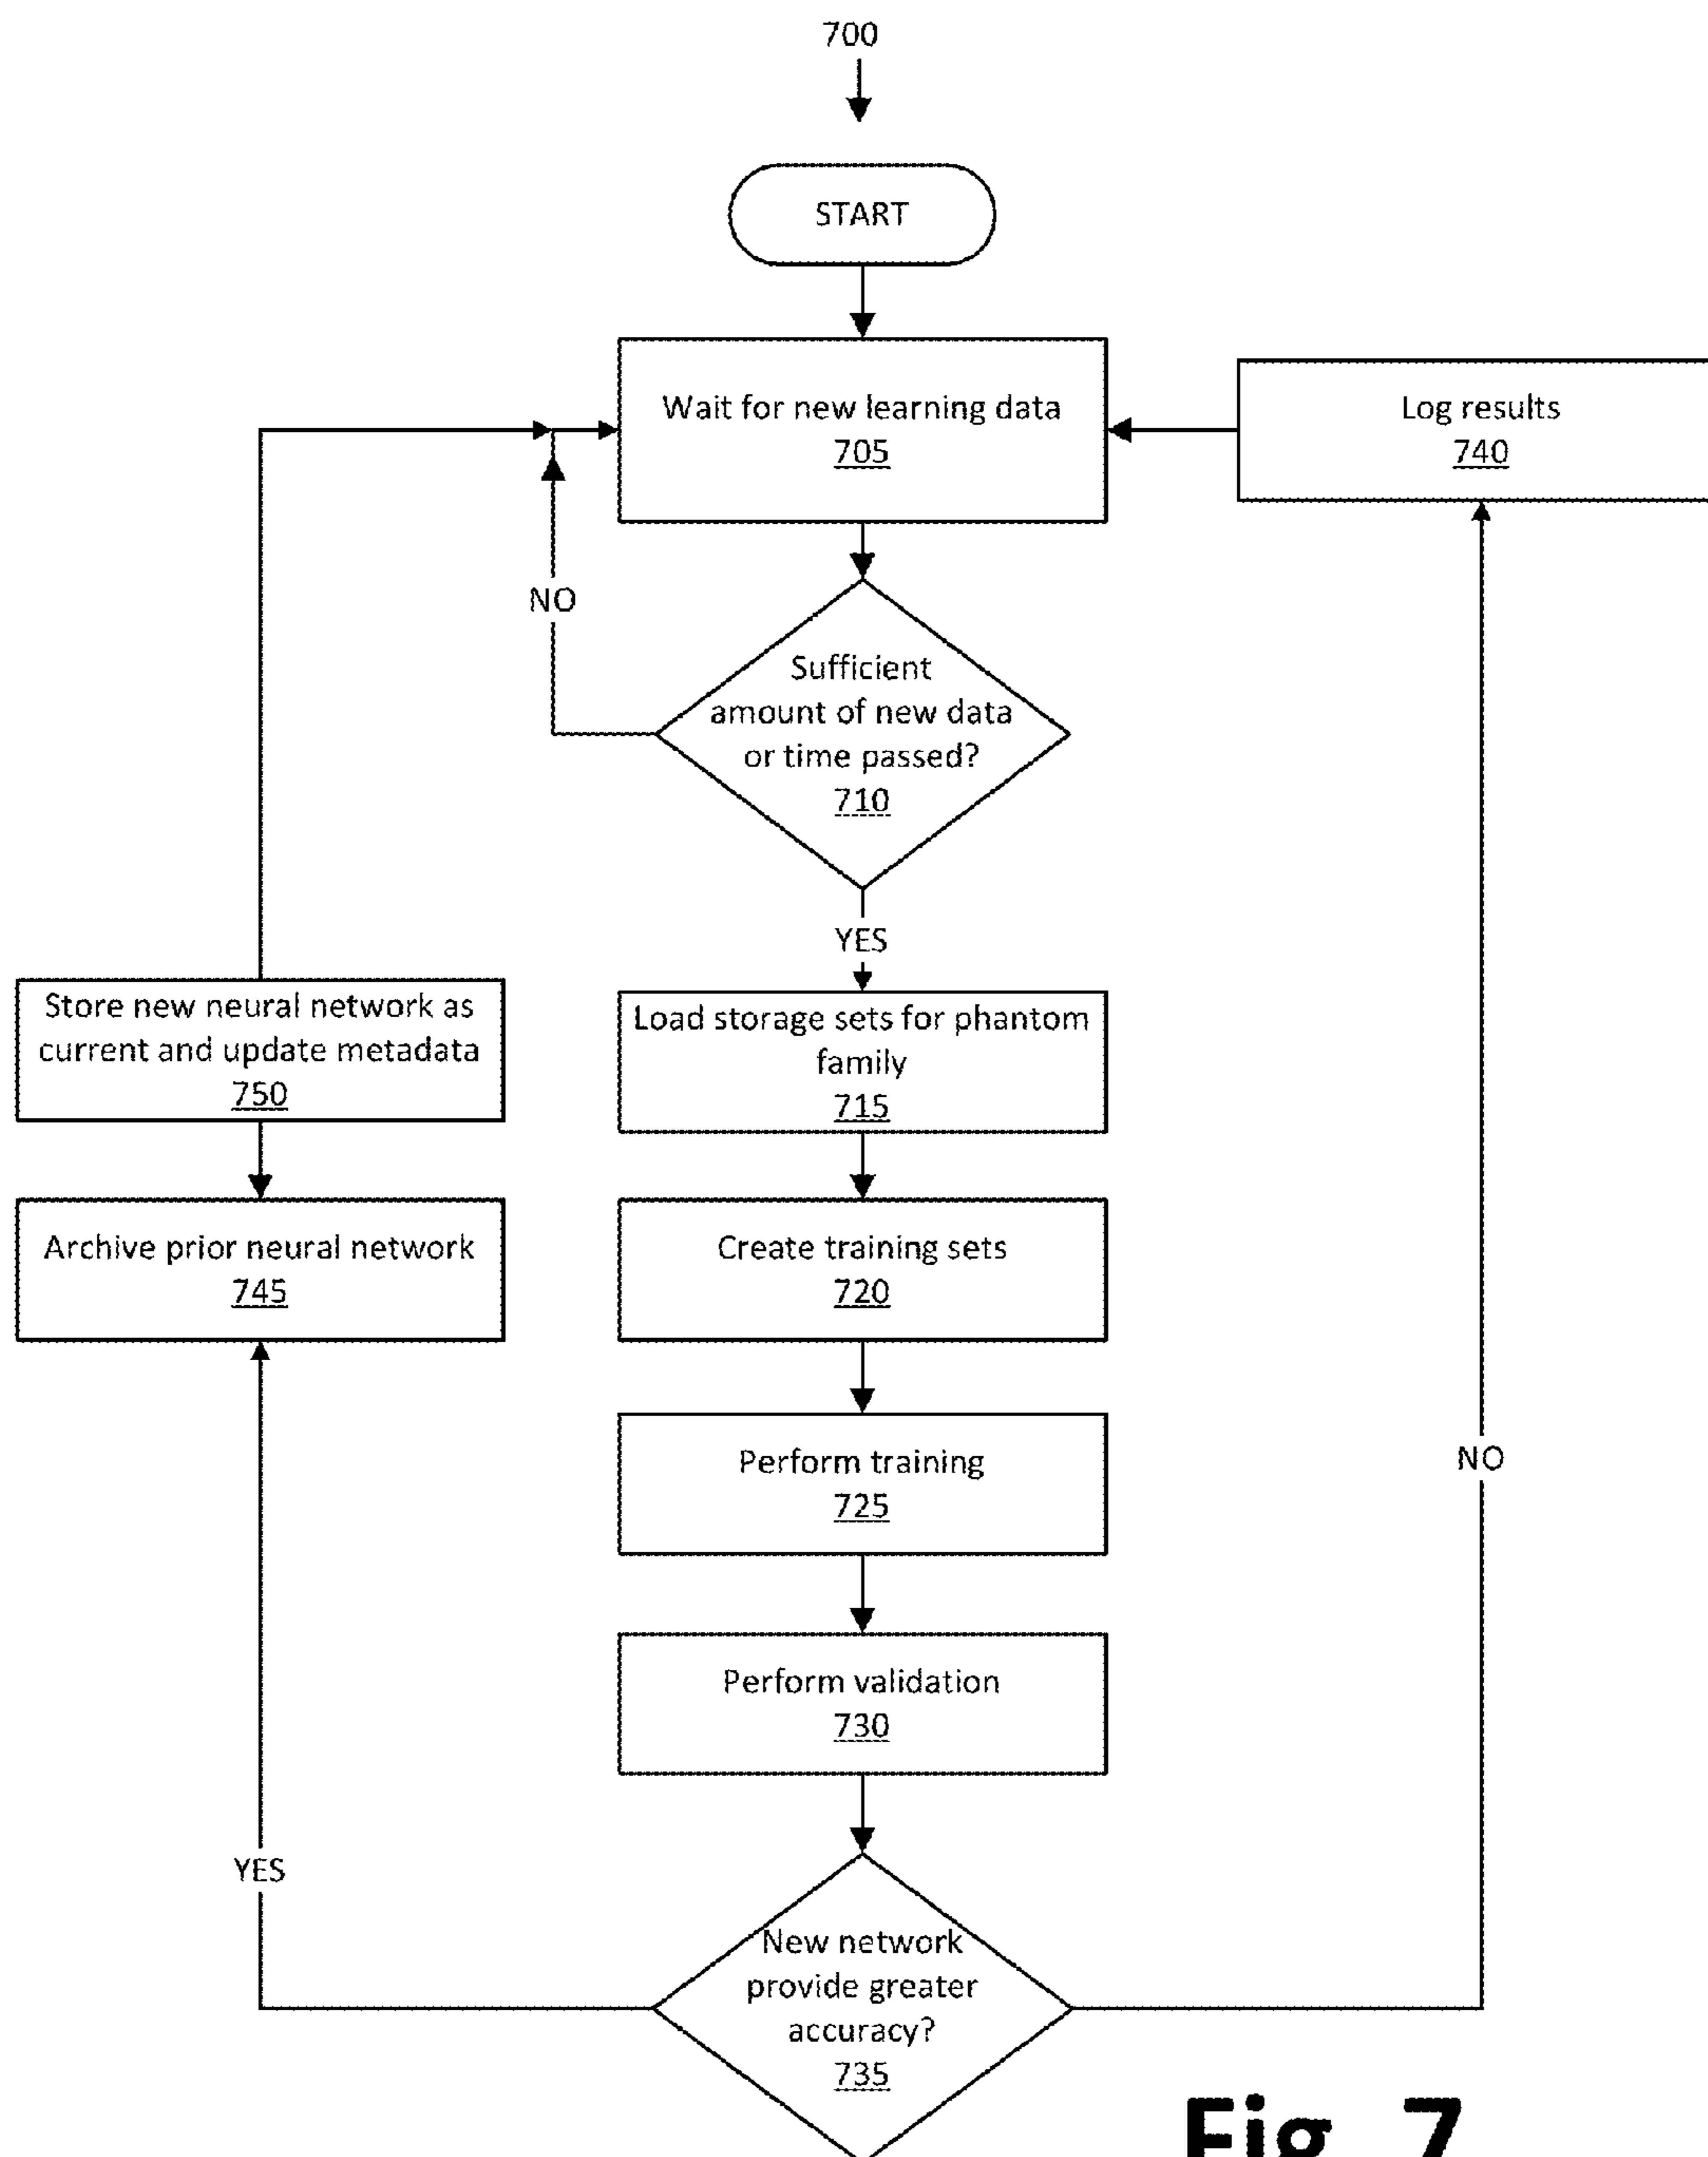 700
START
Wait for new learning data
705
Log results
740
NO
Sufficient
amount of new data
or time passed?
710
YES
Store new neural network as
current and update metadata
750
Load storage sets for phantom
family
715
Archive prior neural network
745
Create training sets
720
Perform training
725
NO
Perform validation
730
YES
New network
provide greater
accuracy?
735
Fig. 7